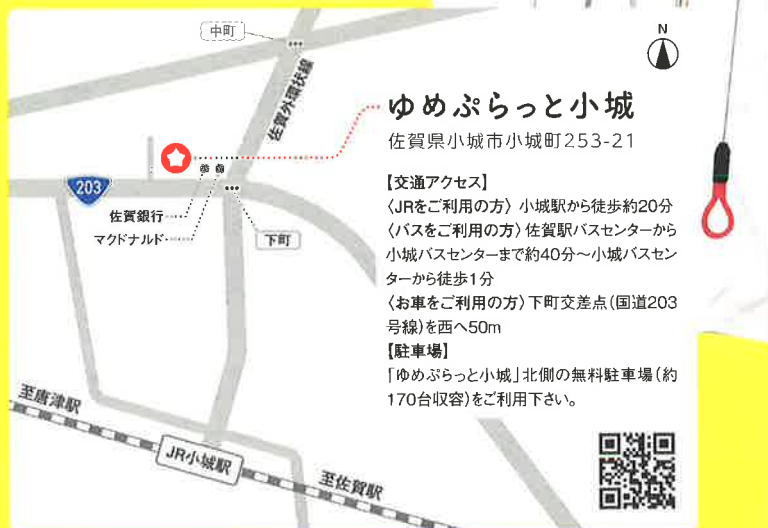 中町
N
佐賀外環状線
ゆめぷらっと小城
佐賀県小城市小城町253-21
203
佐賀銀行
マクドナルド
下町
【交通アクセス】
〈JRをご利用の方〉小城駅から徒歩約20分
〈バスをご利用の方〉佐賀駅バスセンターから
小城バスセンターまで約40分～小城バスセン
ターから徒歩1分
〈お車をご利用の方〉下町交差点(国道203
号線)を西へ50m
【駐車場】
「ゆめぷらっと小城」北側の無料駐車場(約
170台収容)をご利用下さい。
至唐津駅
JR小城駅
至佐賀駅